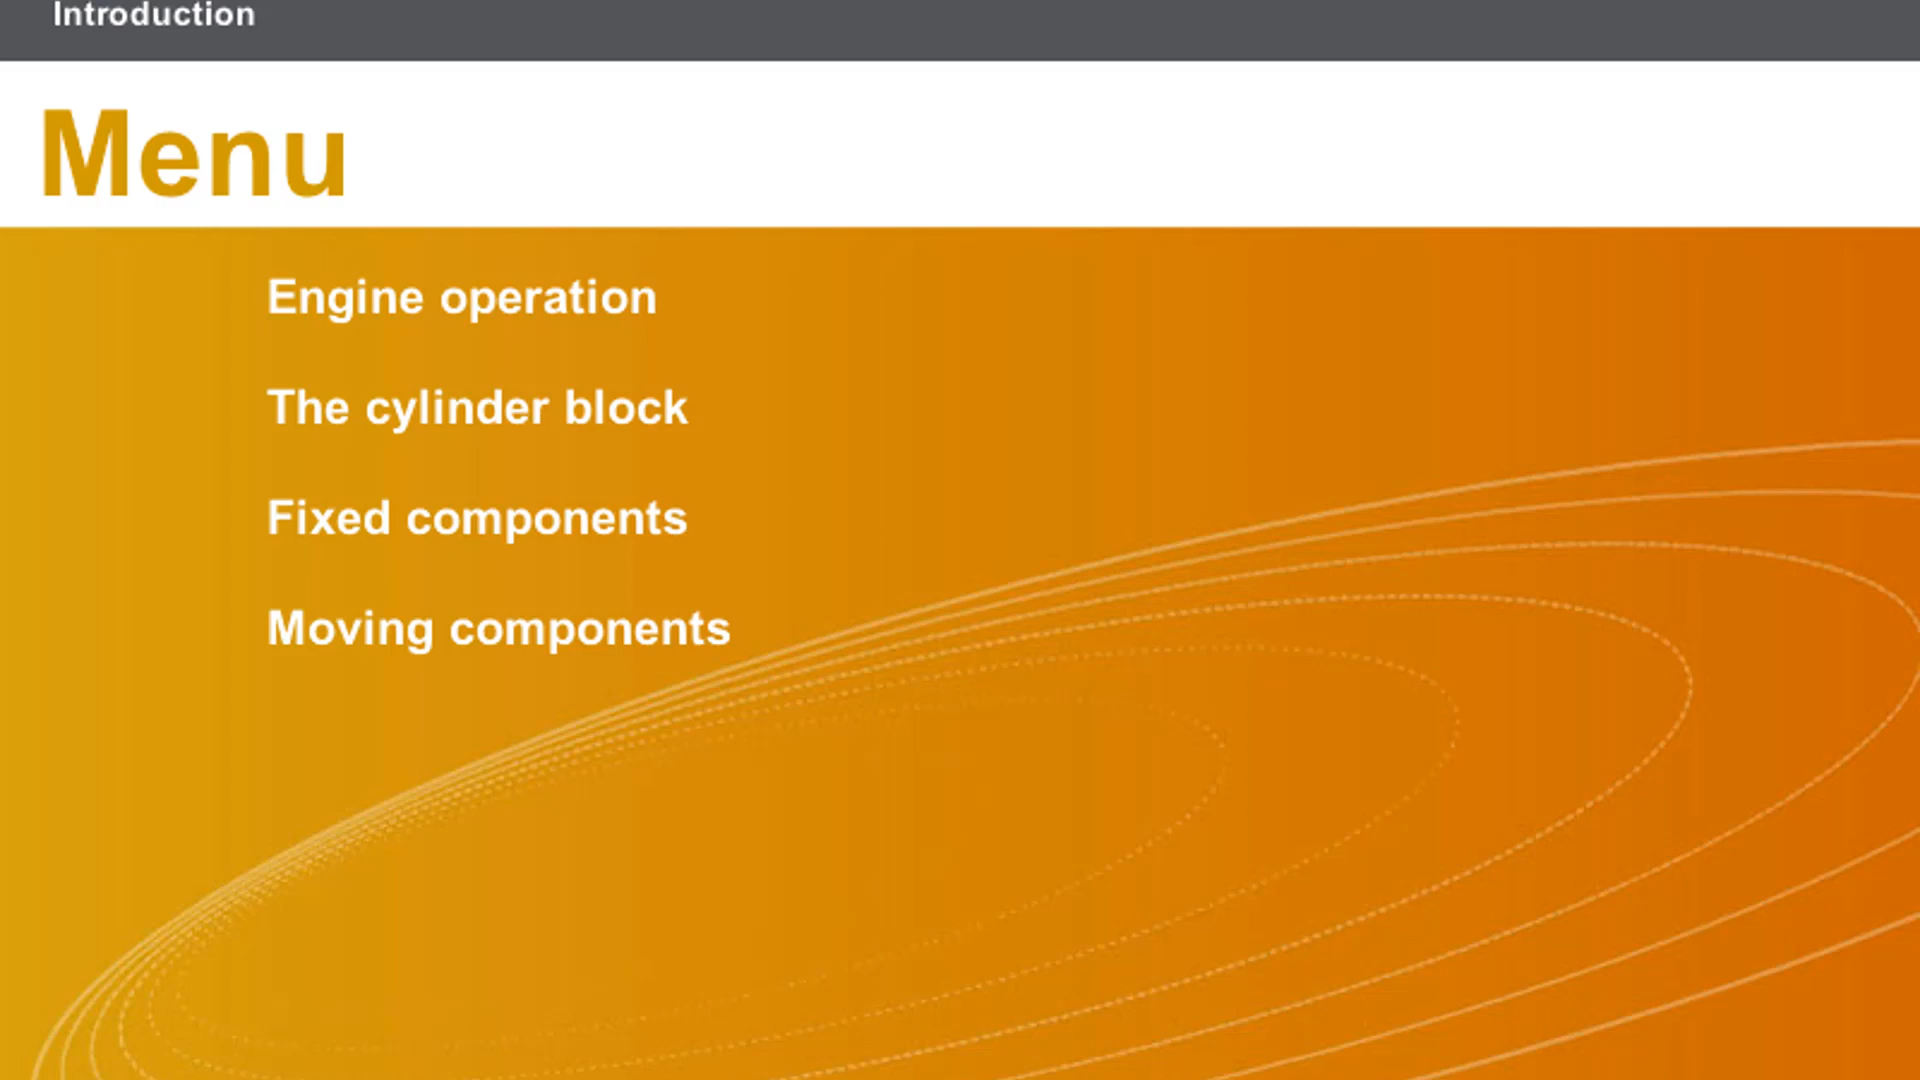 Introduction
Menu
Engine operation
The cylinder block
Fixed components
Moving components